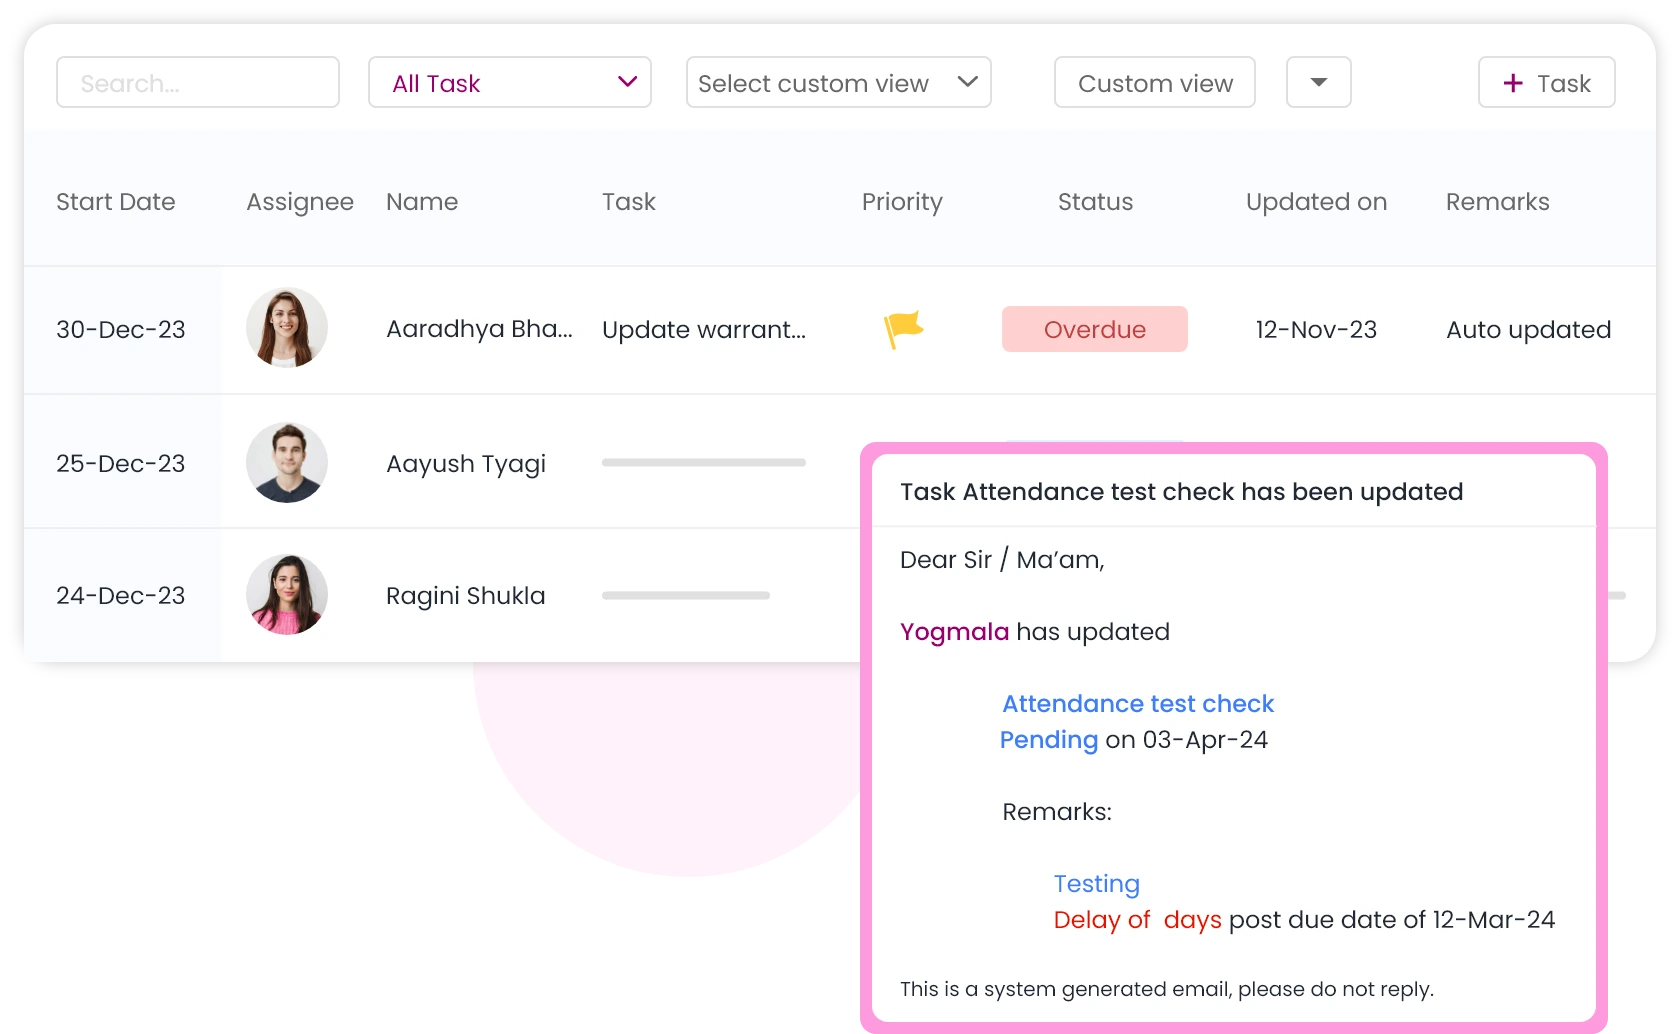 Search...
All Task
Select custom view
Custom view
+ Task
Start Date Assignee Name Task Priority Status Updated on Remarks
30-Dec-23 Aaradhya Bha... Update warrant... Overdue 12-Nov-23 Auto updated
25-Dec-23 Aayush Tyagi
24-Dec-23 Ragini Shukla
Task Attendance test check has been updated
Dear Sir / Ma’am,
Yogmala has updated
Attendance test check
Pending on 03-Apr-24
Remarks:
Testing
Delay of  days post due date of 12-Mar-24
This is a system generated email, please do not reply.